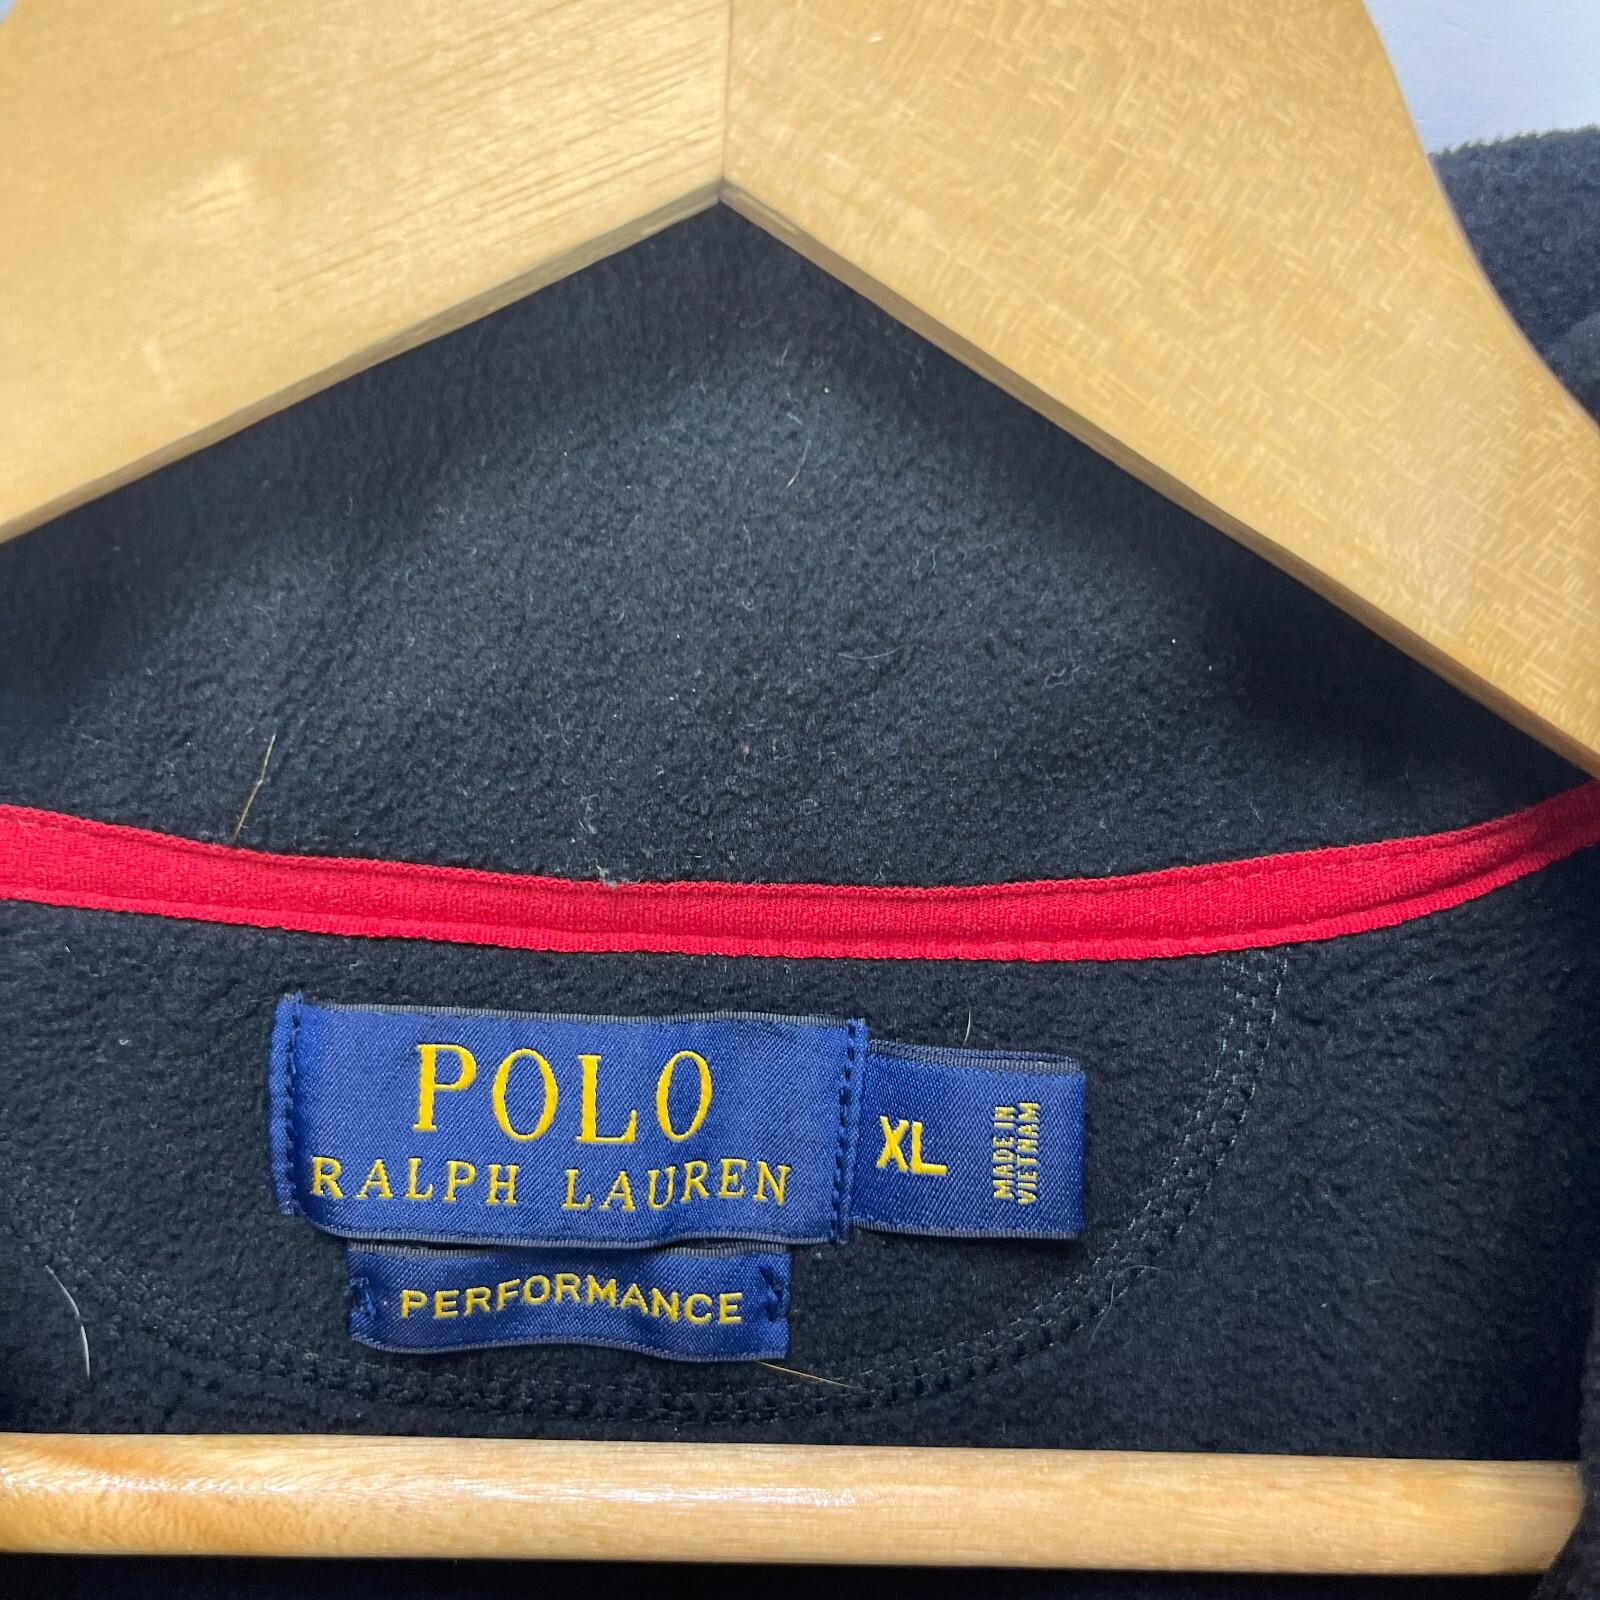 POLO
RALPH LAUREN
XL
MADE IN
VIETNAM
PERFORMANCE